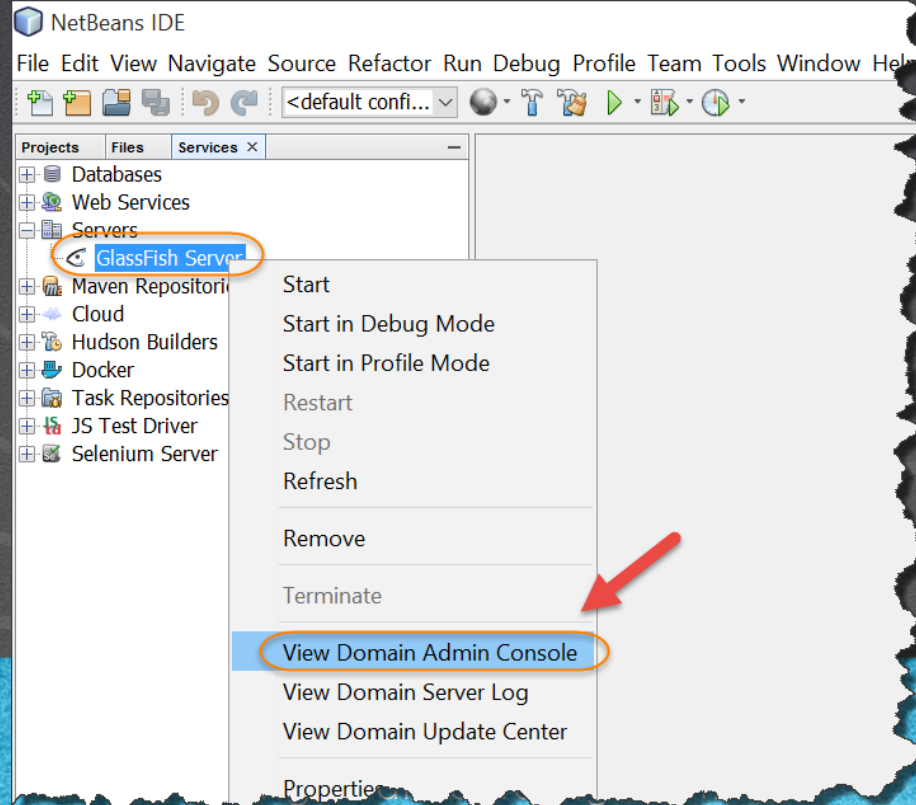 NetBeans IDE
File Edit View Navigate Source Refactor Run Debug Profile Team Tools Window Help
<default confi...
Projects Files Services
Databases
Web Services
Servers
GlassFish Server
Maven Repositori
Cloud
Hudson Builders
Docker
Task Repositories
JS Test Driver
Selenium Server
Start
Start in Debug Mode
Start in Profile Mode
Restart
Stop
Refresh
Remove
Terminate
View Domain Admin Console
View Domain Server Log
View Domain Update Center
Properties